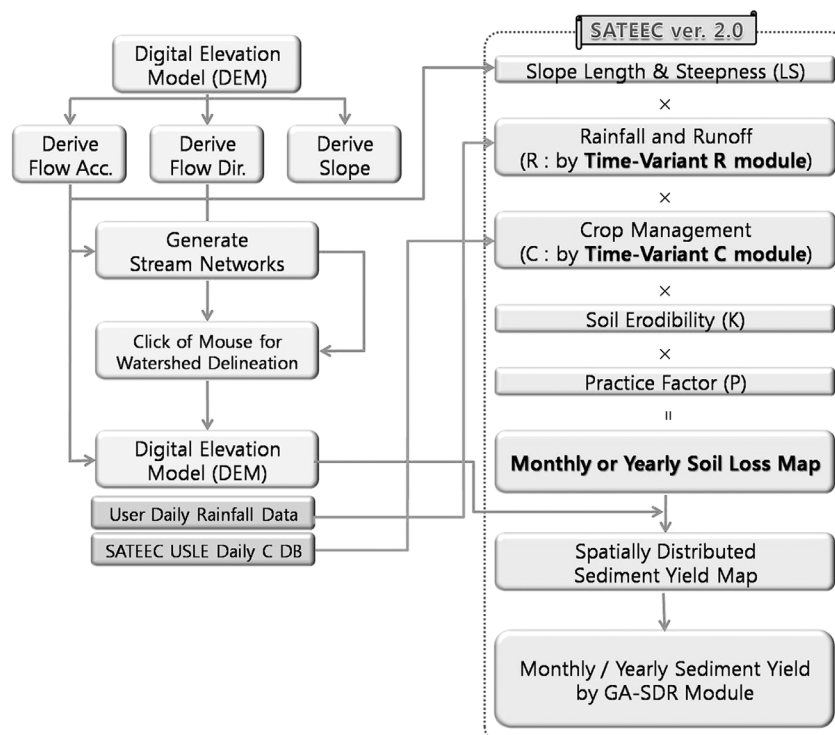 SATEEC ver. 2.0
Digital Elevation
Model (DEM)
Derive
Flow Acc.
Derive
Flow Dir.
Derive
Slope
Generate
Stream Networks
Click of Mouse for
Watershed Delineation
Digital Elevation
Model (DEM)
User Daily Rainfall Data
SATEEC USLE Daily C DB
Slope Length & Steepness (LS)
×
Rainfall and Runoff
(R : by Time-Variant R module)
×
Crop Management
(C : by Time-Variant C module)
×
Soil Erodibility (K)
×
Practice Factor (P)
=
Monthly or Yearly Soil Loss Map
Spatially Distributed
Sediment Yield Map
Monthly / Yearly Sediment Yield
by GA-SDR Module